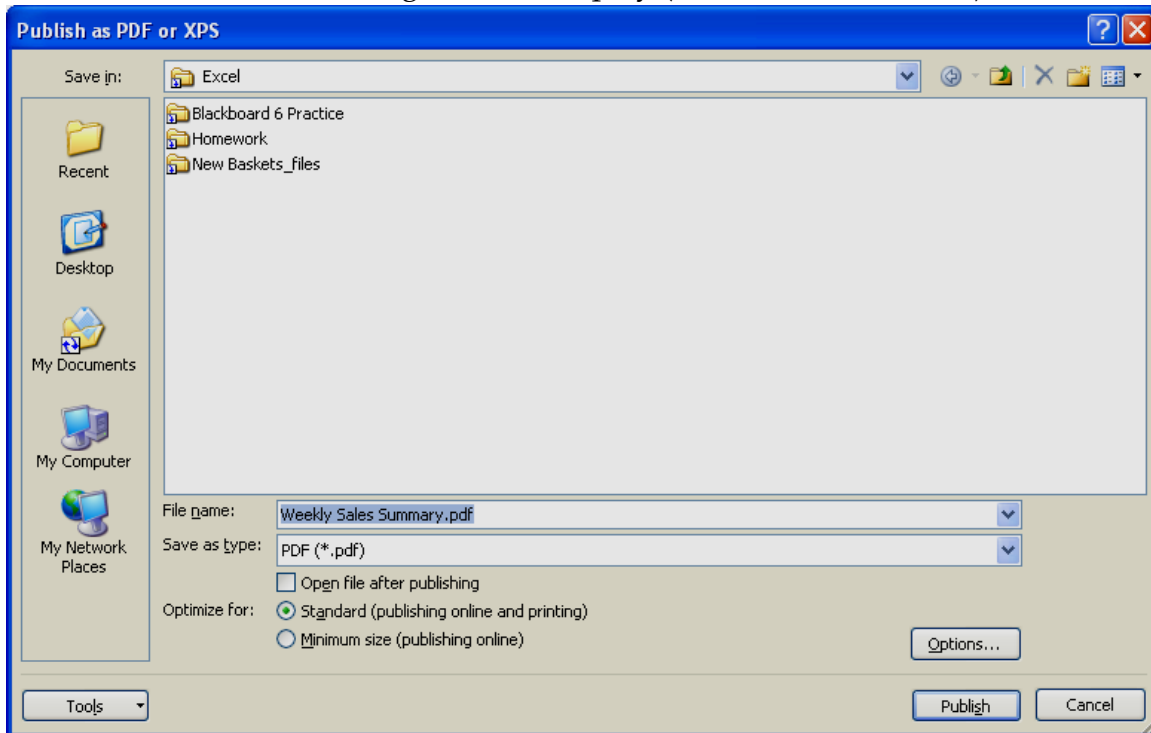 Publish as PDF or XPS
Save in:
Excel
Blackboard 6 Practice
Homework
New Baskets_files
Recent
Desktop
My Documents
My Computer
My Network
Places
File name:
Weekly Sales Summary.pdf
Save as type:
PDF (*.pdf)
Open file after publishing
Optimize for:
Standard (publishing online and printing)
Minimum size (publishing online)
Options...
Tools
Publish
Cancel